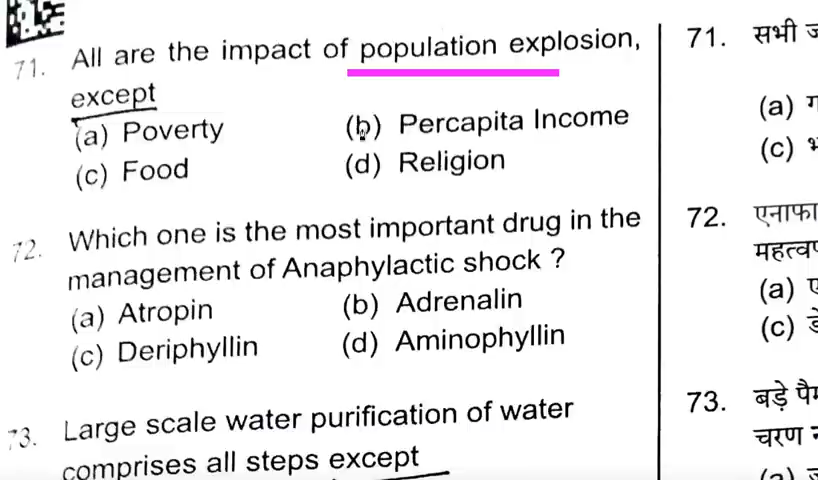 71. All are the impact of population explosion,
except
(a) Poverty (b) Percapita Income
(c) Food (d) Religion
72. Which one is the most important drug in the
management of Anaphylactic shock ?
(a) Atropin (b) Adrenalin
(c) Deriphyllin (d) Aminophyllin
73. Large scale water purification of water
comprises all steps except
71. सभी
(a)
(c)
72.
(a)
(c)
73. बड़े
चरण